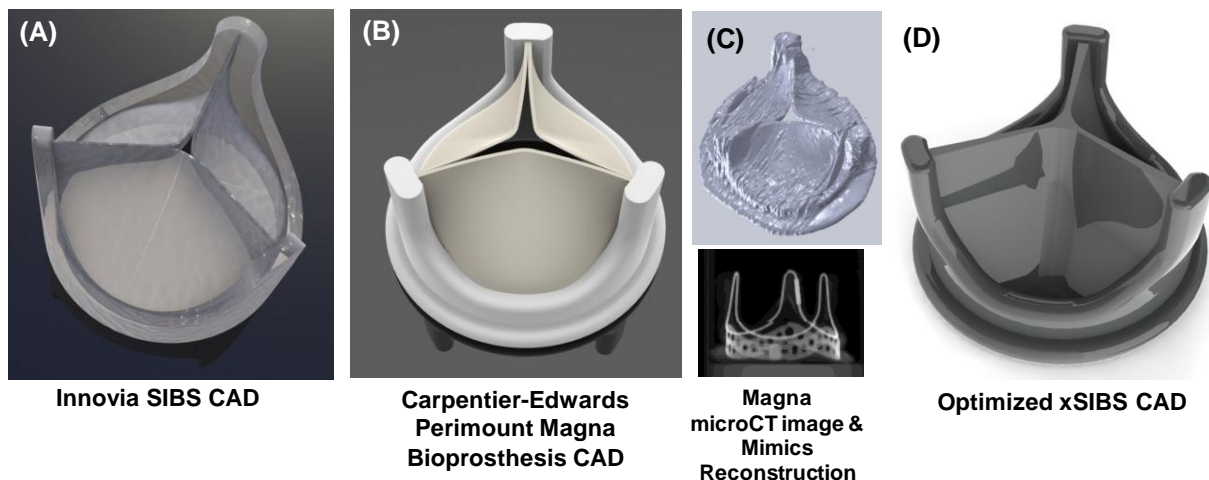 (A)
(B)
(C)
(D)
Innovia SIBS CAD
Carpentier-Edwards
Perimount Magna
Bioprosthesis CAD
Magna
microCT image &
Mimics
Reconstruction
Optimized xSIBS CAD